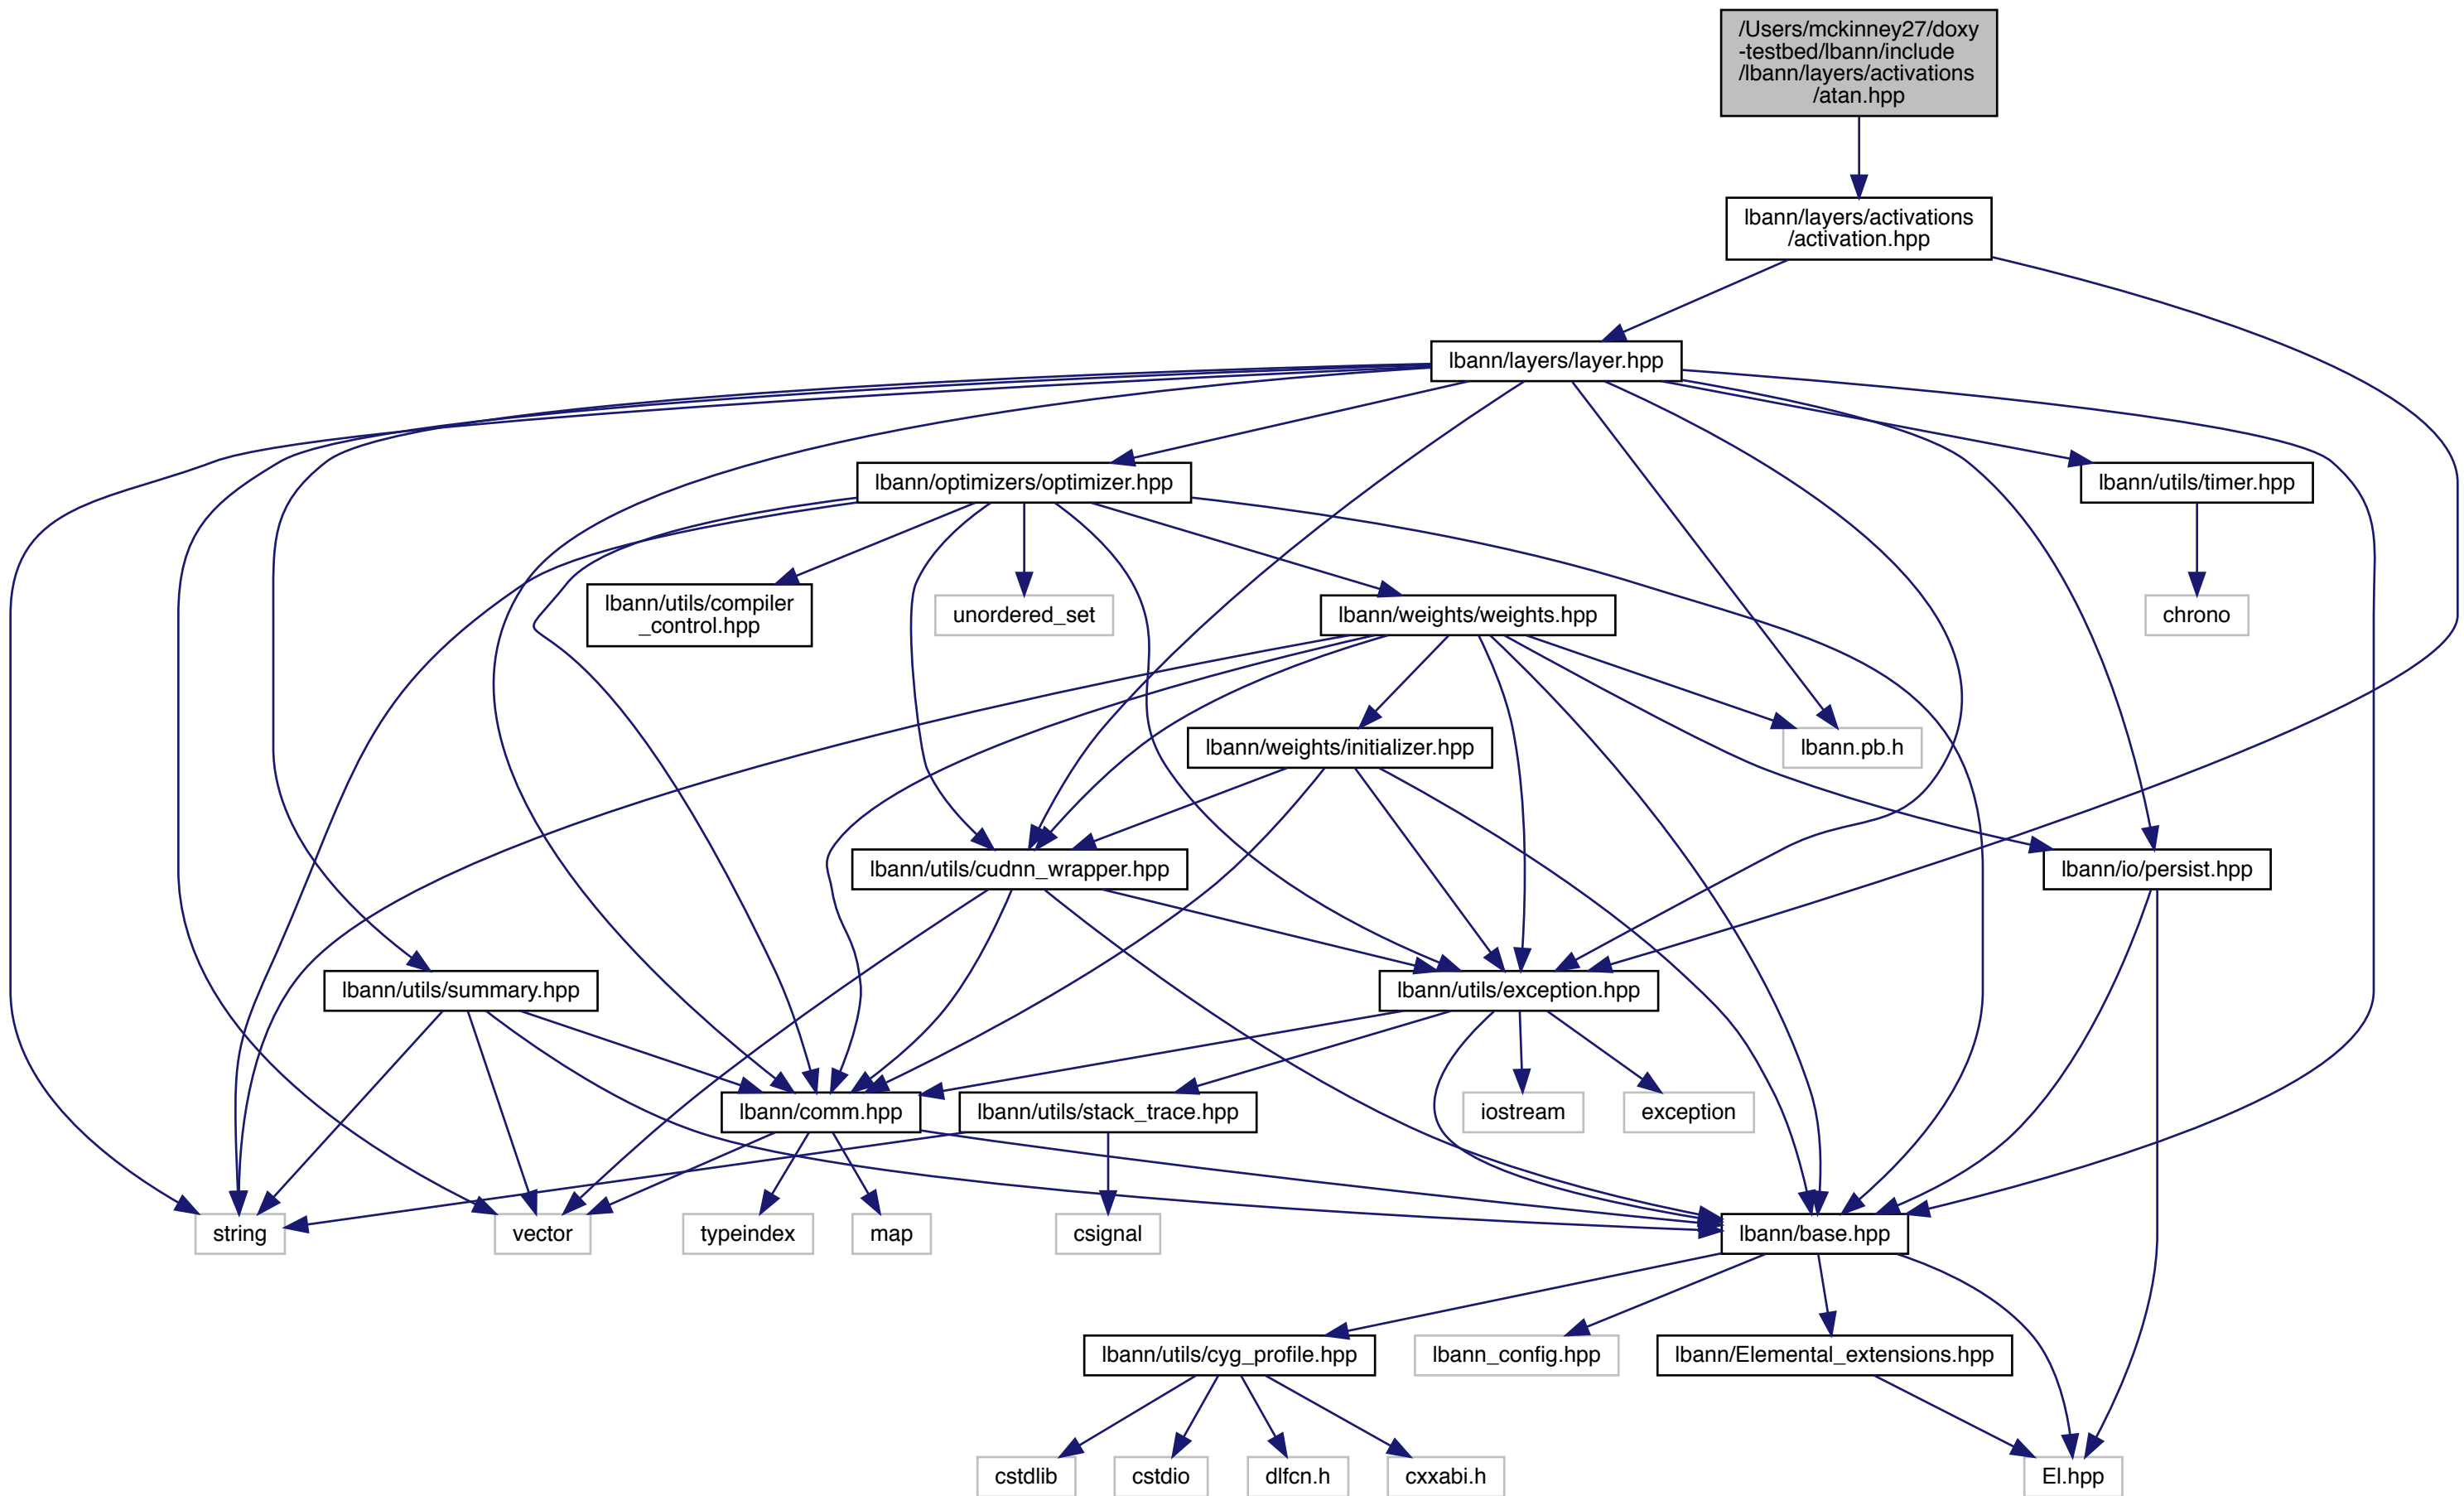 /Users/mckinney27/doxy
-testbed/lbann/include
/lbann/layers/activations
/atan.hpp
lbann/layers/activations
/activation.hpp
lbann/layers/layer.hpp
lbann/optimizers/optimizer.hpp
lbann/utils/timer.hpp
lbann/utils/compiler
_control.hpp
unordered_set
lbann/weights/weights.hpp
chrono
lbann/weights/initializer.hpp
lbann.pb.h
lbann/utils/cudnn_wrapper.hpp
lbann/io/persist.hpp
lbann/utils/summary.hpp
lbann/utils/exception.hpp
lbann/comm.hpp
lbann/utils/stack_trace.hpp
iostream
exception
string
vector
typeindex
map
csignal
lbann/base.hpp
lbann/utils/cyg_profile.hpp
lbann_config.hpp
lbann/Elemental_extensions.hpp
cstdlib
cstdio
dlfcn.h
cxxabi.h
El.hpp